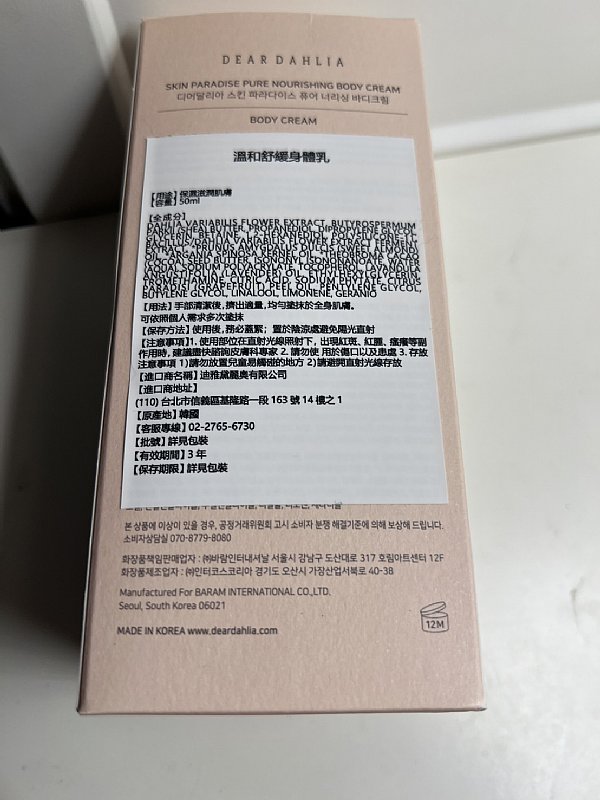 DEAR DAHLIA
SKIN PARADISE PURE NOURISHING BODY CREAM
디어달리아 스킨 파라다이스 퓨어 너리싱 바디크림
BODY CREAM
溫和舒緩身體乳
【用途】保濕滋潤肌膚
【容量】50ml
【全成分】
DAHLIA VARIABILIS FLOWER EXTRACT, BUTYROSPERMUM
PARKII (SHEA) BUTTER, PROPANEDIOL, DIPROPYLENE GLYCOL,
GLYCERIN, BETAINE, 1,2-HEXANEDIOL, POLYGLYCERYL-3
BACILLUS/DAHLIA VARIABILIS FLOWER EXTRACT FERMENT
EXTRACT, *PRUNUS AMYGDALUS DULCIS (SWEET ALMOND)
OIL, *ARGANIA SPINOSA KERNEL OIL, *THEOBROMA CACAO
(COCOA) SEED BUTTER, ISONONYL ISONONANOATE, WATER
(AQUA) SODIUM POLYACRYLATE, TOCOPHEROL, LAVANDULA
ANGUSTIFOLIA (LAVENDER) OIL, ETHYLHEXYLGLYCERIN,
TROMETHAMINE, CITRIC ACID, SODIUM CITRATE, CITRUS
PARADISI (GRAPEFRUIT) PEEL OIL, PENTYLENE GLYCOL,
BUTYLENE GLYCOL, LINALOOL, LIMONENE, GERANIO
【用法】手部清潔後，擠出適量，均勻塗抹於全身肌膚。
可依照個人需求多次塗抹
【保存方法】使用後，務必蓋緊；置於陰涼處避免陽光直射
【注意事項】1. 使用部位在直射光線照射下，出現紅斑、紅腫、瘙癢等副
作用時，建議盡快諮詢皮膚科專家 2. 請勿使 用於傷口以及患處 3. 存放
注意事項 1)請勿放置兒童易觸碰的地方 2)請避開直射光線存放
【進口商名稱】迪雅黛麗奧有限公司
【進口商地址】
(110) 台北市信義區基隆路一段 163 號 14 樓之 1
【原產地】韓國
【客服專線】02-2765-6730
【批號】詳見包裝
【有效期間】3 年
【保存期限】詳見包裝
본 상품에 이상이 있을 경우, 공정거래위원회 고시 소비자 분쟁 해결기준에 의해 보상해 드립니다.
소비자상담실 070-8779-8080
화장품책임판매업자 : ㈜바람인터내셔날 서울시 강남구 도산대로 317 호림아트센터 12F
화장품제조업자 : ㈜인터코스코리아 경기도 오산시 가장산업서북로 40-38
Manufactured For BARAM INTERNATIONAL CO.,LTD.
Seoul, South Korea 06021
MADE IN KOREA www.deardahlia.com
12M